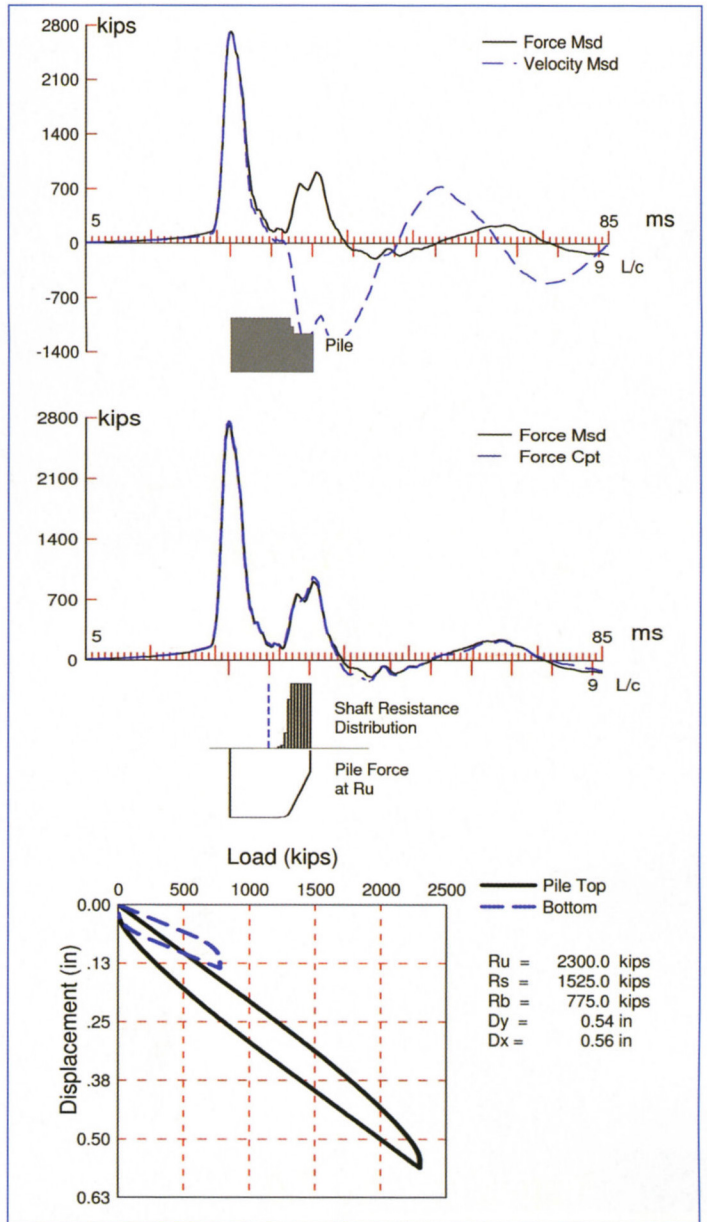 2800 kips
Force Msd
Velocity Msd
2100
1400
700
5
85 ms
0
9 L/c
-700
-1400
Pile
2800 kips
Force Msd
Force Cpt
2100
1400
700
5
85 ms
0
9 L/c
Shaft Resistance
Distribution
Pile Force
at Ru
Load (kips)
0 500 1000 1500 2000 2500
Pile Top
Bottom
0.00
.13
.25
.38
0.50
0.63
Displacement (in)
Ru = 2300.0 kips
Rs = 1525.0 kips
Rb = 775.0 kips
Dy = 0.54 in
Dx = 0.56 in